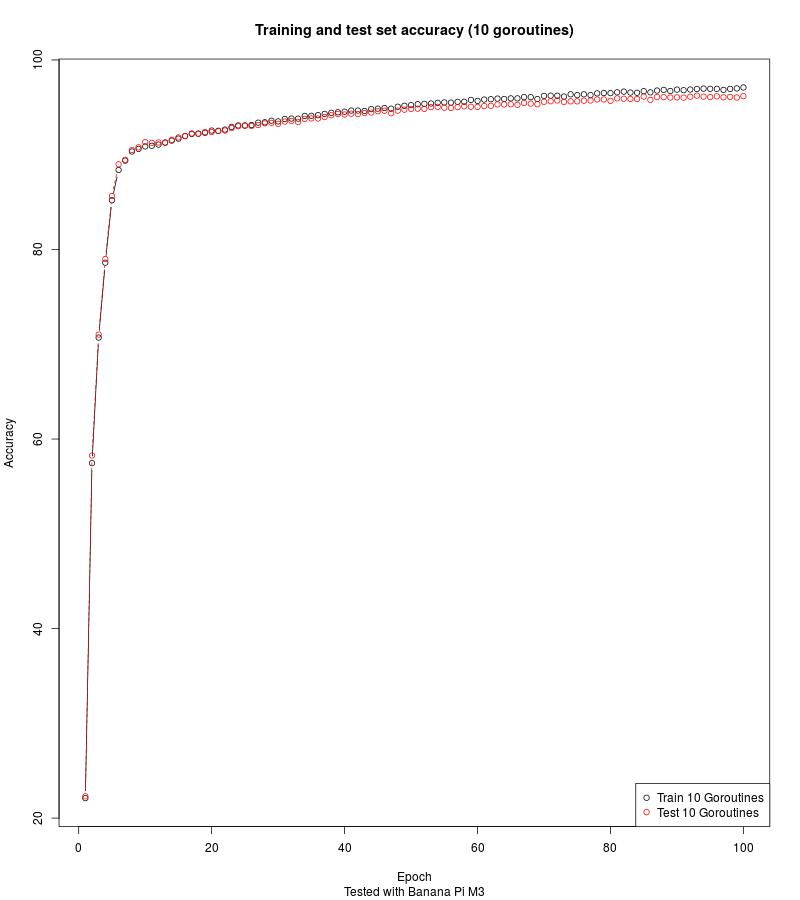 Training and test set accuracy (10 goroutines)
100
80
60
40
20
Accuracy
Train 10 Goroutines
Test 10 Goroutines
0 20 40 60 80 100
Epoch
Tested with Banana Pi M3